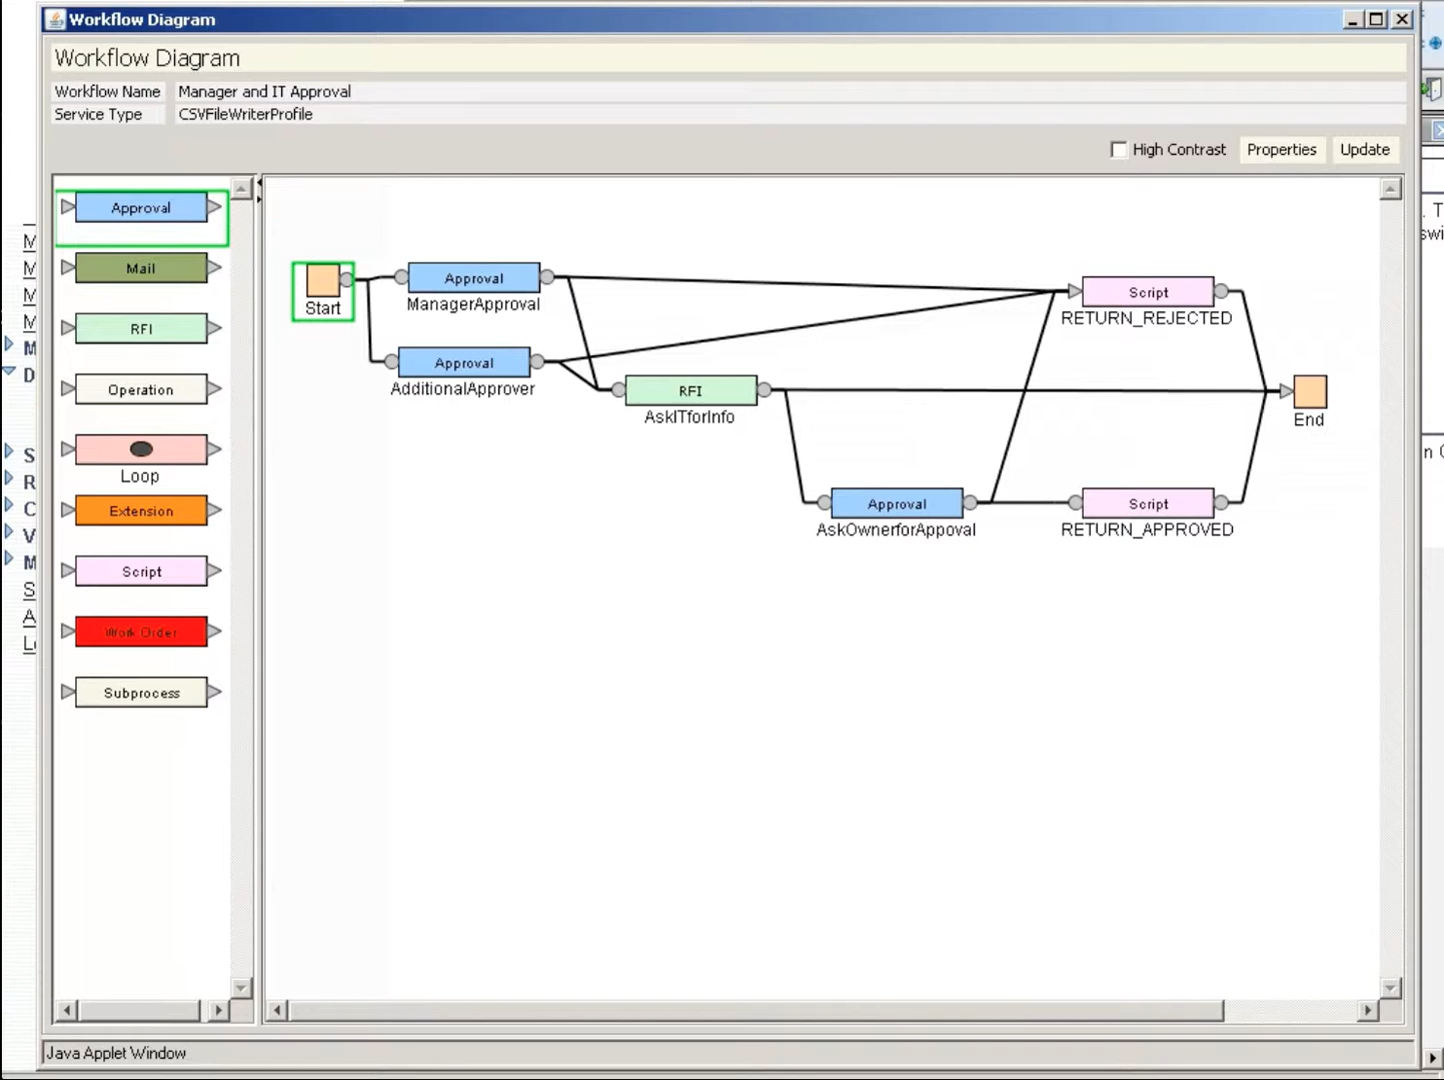 Workflow Diagram
Workflow Diagram
Workflow Name Manager and IT Approval
Service Type CSVFileWriterProfile
High Contrast Properties Update
Approval
Mail
RFI
Operation
Loop
Extension
Script
Work Order
Subprocess
Start
Approval
ManagerApproval
Approval
AdditionalApprover
RFI
AskITforInfo
Approval
AskOwnerforAppoval
Script
RETURN_REJECTED
Script
RETURN_APPROVED
End
M
M
M
M
M
D
S
R
C
V
M
S
A
. T
swi
n
Java Applet Window